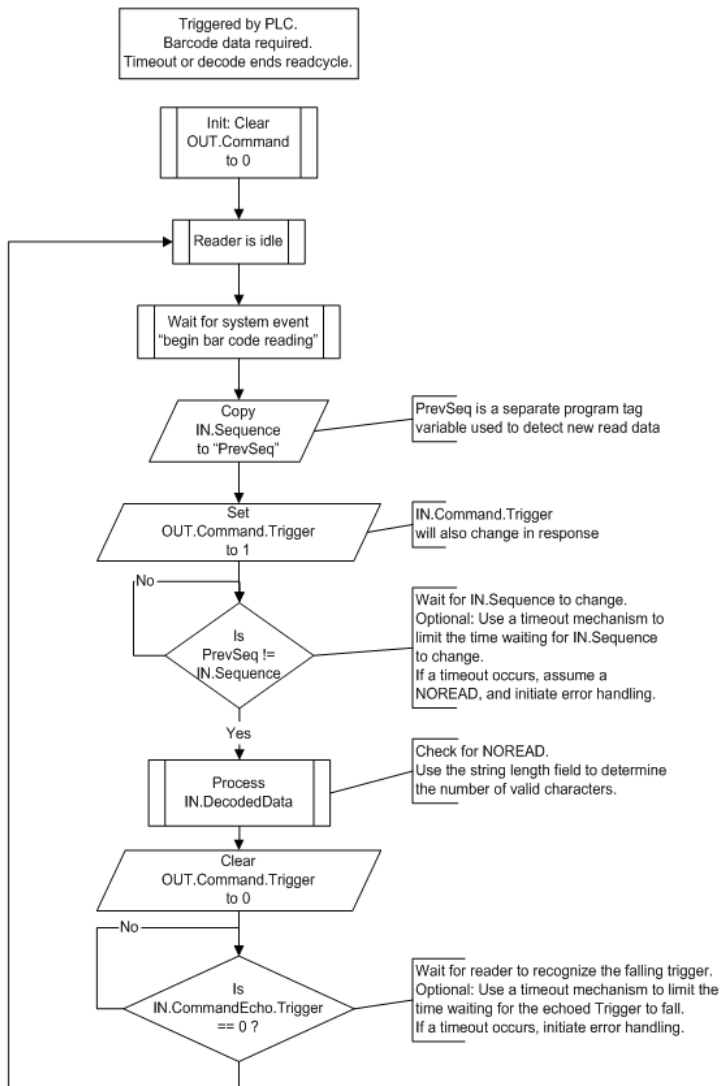 Triggered by PLC.
Barcode data required.
Timeout or decode ends readcycle.
Init: Clear
OUT.Command
to 0
Reader is idle
Wait for system event
“begin bar code reading”
Copy
IN.Sequence
to “PrevSeq”
PrevSeq is a separate program tag
variable used to detect new read data
Set
OUT.Command.Trigger
to 1
IN.Command.Trigger
will also change in response
No
Is
PrevSeq !=
IN.Sequence
Wait for IN.Sequence to change.
Optional: Use a timeout mechanism to
limit the time waiting for IN.Sequence
to change.
If a timeout occurs, assume a
NOREAD, and initiate error handling.
Yes
Process
IN.DecodedData
Check for NOREAD.
Use the string length field to determine
the number of valid characters.
Clear
OUT.Command.Trigger
to 0
No
Is
IN.CommandEcho.Trigger
== 0 ?
Wait for reader to recognize the falling trigger.
Optional: Use a timeout mechanism to limit the
time waiting for the echoed Trigger to fall.
If a timeout occurs, initiate error handling.